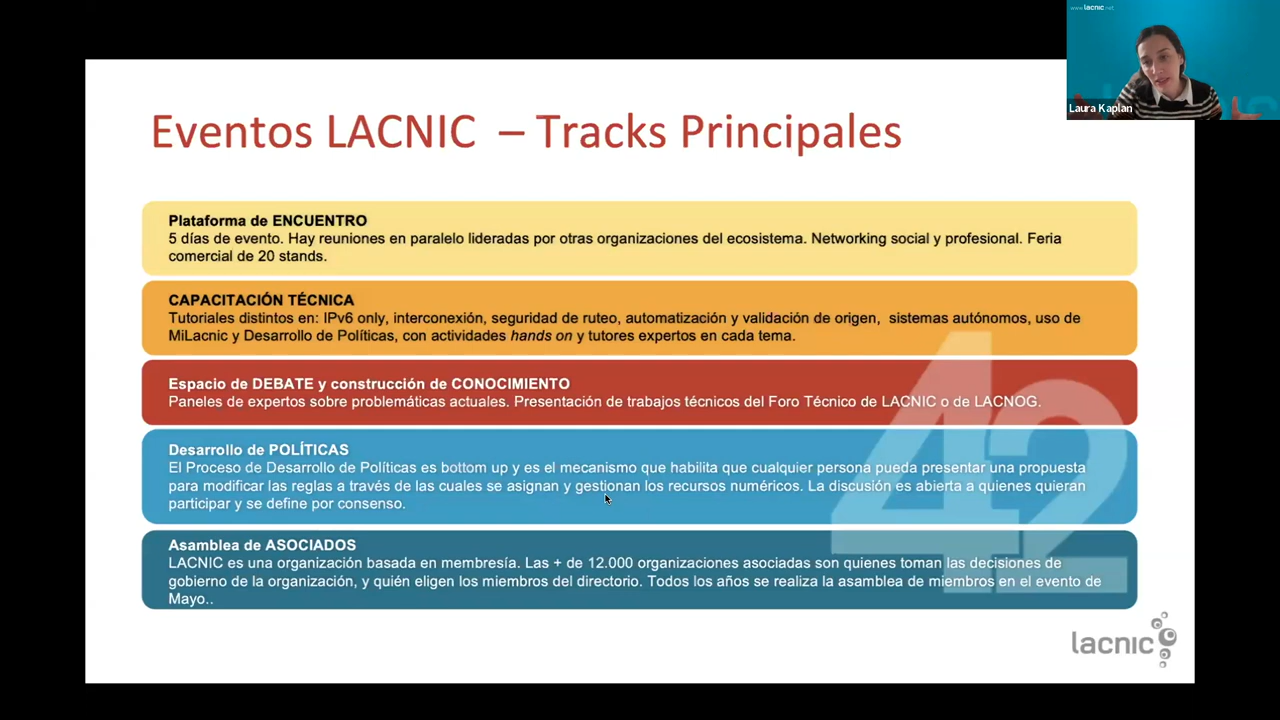 www.lacnic.net
Laura Kaplan
Eventos LACNIC – Tracks Principales
Plataforma de ENCUENTRO
5 días de evento. Hay reuniones en paralelo lideradas por otras organizaciones del ecosistema. Networking social y profesional. Feria
comercial de 20 stands.
CAPACITACIÓN TÉCNICA
Tutoriales distintos en: IPv6 only, interconexión, seguridad de ruteo, automatización y validación de origen, sistemas autónomos, uso de
MiLacnic y Desarrollo de Políticas, con actividades hands on y tutores expertos en cada tema.
Espacio de DEBATE y construcción de CONOCIMIENTO
Paneles de expertos sobre problemáticas actuales. Presentación de trabajos técnicos del Foro Técnico de LACNIC o de LACNOG.
Desarrollo de POLÍTICAS
El Proceso de Desarrollo de Políticas es bottom up y es el mecanismo que habilita que cualquier persona pueda presentar una propuesta
para modificar las reglas a través de las cuales se asignan y gestionan los recursos numéricos. La discusión es abierta a quienes quieran
participar y se define por consenso.
Asamblea de ASOCIADOS
LACNIC es una organización basada en membresía. Las + de 12.000 organizaciones asociadas son quienes toman las decisiones de
gobierno de la organización, y quién eligen los miembros del directorio. Todos los años se realiza la asamblea de miembros en el evento de
Mayo..
42
lacnic